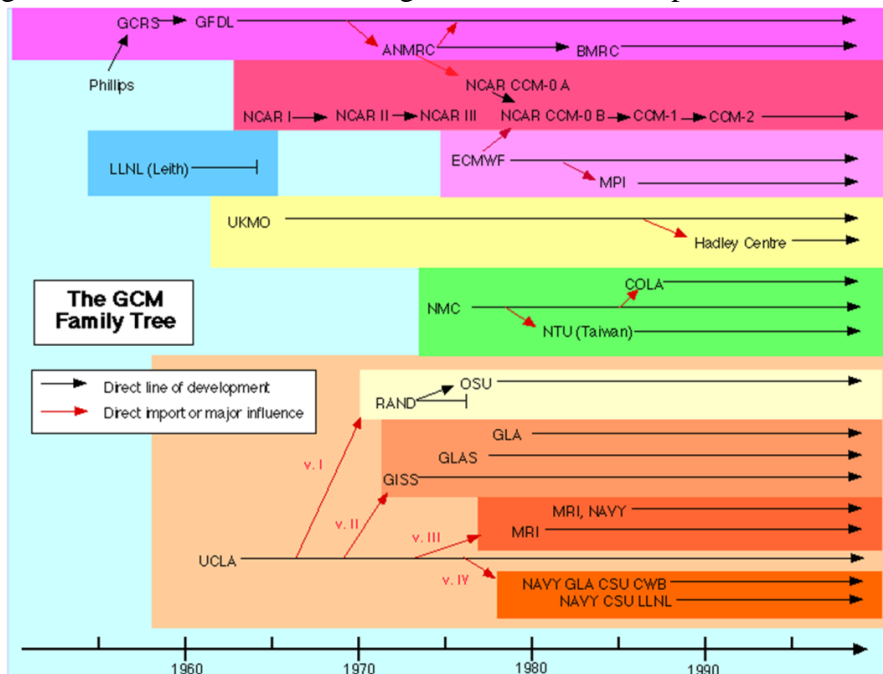 GCRS GFDL
ANMRC BMRC
Phillips
NCAR CCM-0 A
NCAR I NCAR II NCAR III NCAR CCM-0 B CCM-1 CCM-2
LLNL (Leith)
ECMWF
MPI
UKMO
Hadley Centre
The GCM
Family Tree
COLA
NMC
NTU (Taiwan)
Direct line of development
Direct import or major influence
OSU
RAND
GLA
GLAS
GISS
v. I
v. II
v. III
v. IV
MRI, NAVY
MRI
UCLA
NAVY GLA CSU CWB
NAVY CSU LLNL
1960 1970 1980 1990